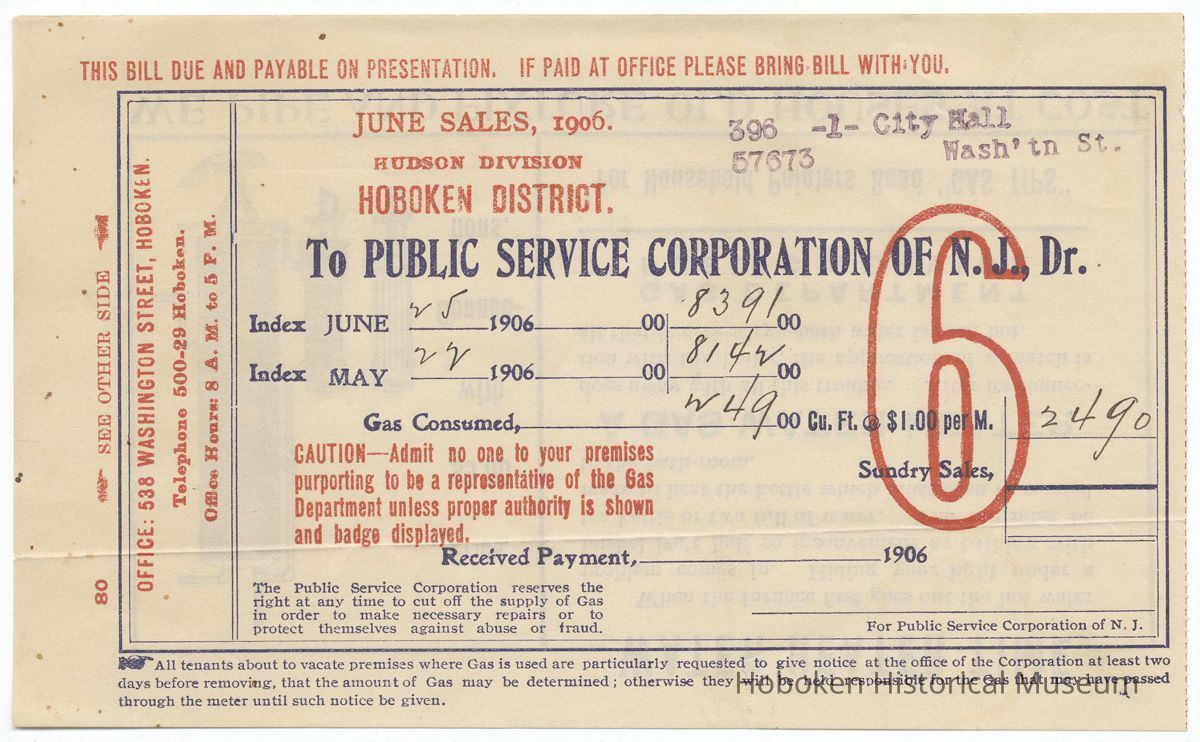 THIS BILL DUE AND PAYABLE ON PRESENTATION. IF PAID AT OFFICE PLEASE BRING BILL WITH YOU.
JUNE SALES, 1906.
396 -1- City Hall
57673 Wash'tn St.
HUDSON DIVISION
HOBOKEN DISTRICT.
To PUBLIC SERVICE CORPORATION OF N. J., Dr.
6
Index JUNE 25 1906 00 8391 00
Index MAY 22 1906 00 8142 00
Gas Consumed, 249 00 Cu. Ft. @ $1.00 per M. 2490
CAUTION—Admit no one to your premises
purporting to be a representative of the Gas
Department unless proper authority is shown
and badge displayed.
Sundry Sales,
Received Payment, 1906
The Public Service Corporation reserves the
right at any time to cut off the supply of Gas
in order to make necessary repairs or to
protect themselves against abuse or fraud.
For Public Service Corporation of N. J.
All tenants about to vacate premises where Gas is used are particularly requested to give notice at the office of the Corporation at least two
days before removing, that the amount of Gas may be determined; otherwise they will be held responsible for the Gas that may have passed
through the meter until such notice be given.
80 SEE OTHER SIDE
OFFICE: 538 WASHINGTON STREET, HOBOKEN.
Telephone 500-29 Hoboken.
Office Hours: 8 A. M. to 5 P. M.
Hoboken Historical Museum